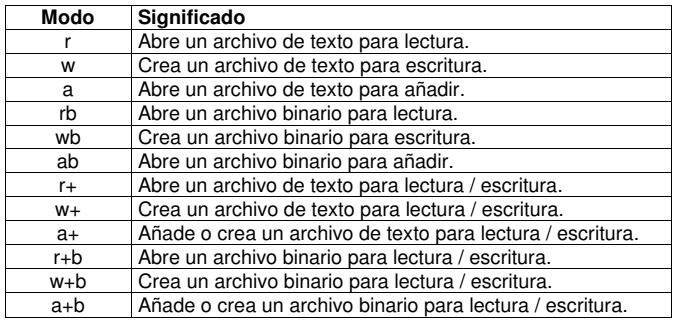 Modo Significado
r Abre un archivo de texto para lectura.
w Crea un archivo de texto para escritura.
a Abre un archivo de texto para añadir.
rb Abre un archivo binario para lectura.
wb Crea un archivo binario para escritura.
ab Abre un archivo binario para añadir.
r+ Abre un archivo de texto para lectura / escritura.
w+ Crea un archivo de texto para lectura / escritura.
a+ Añade o crea un archivo de texto para lectura / escritura.
r+b Abre un archivo binario para lectura / escritura.
w+b Crea un archivo binario para lectura / escritura.
a+b Añade o crea un archivo binario para lectura / escritura.